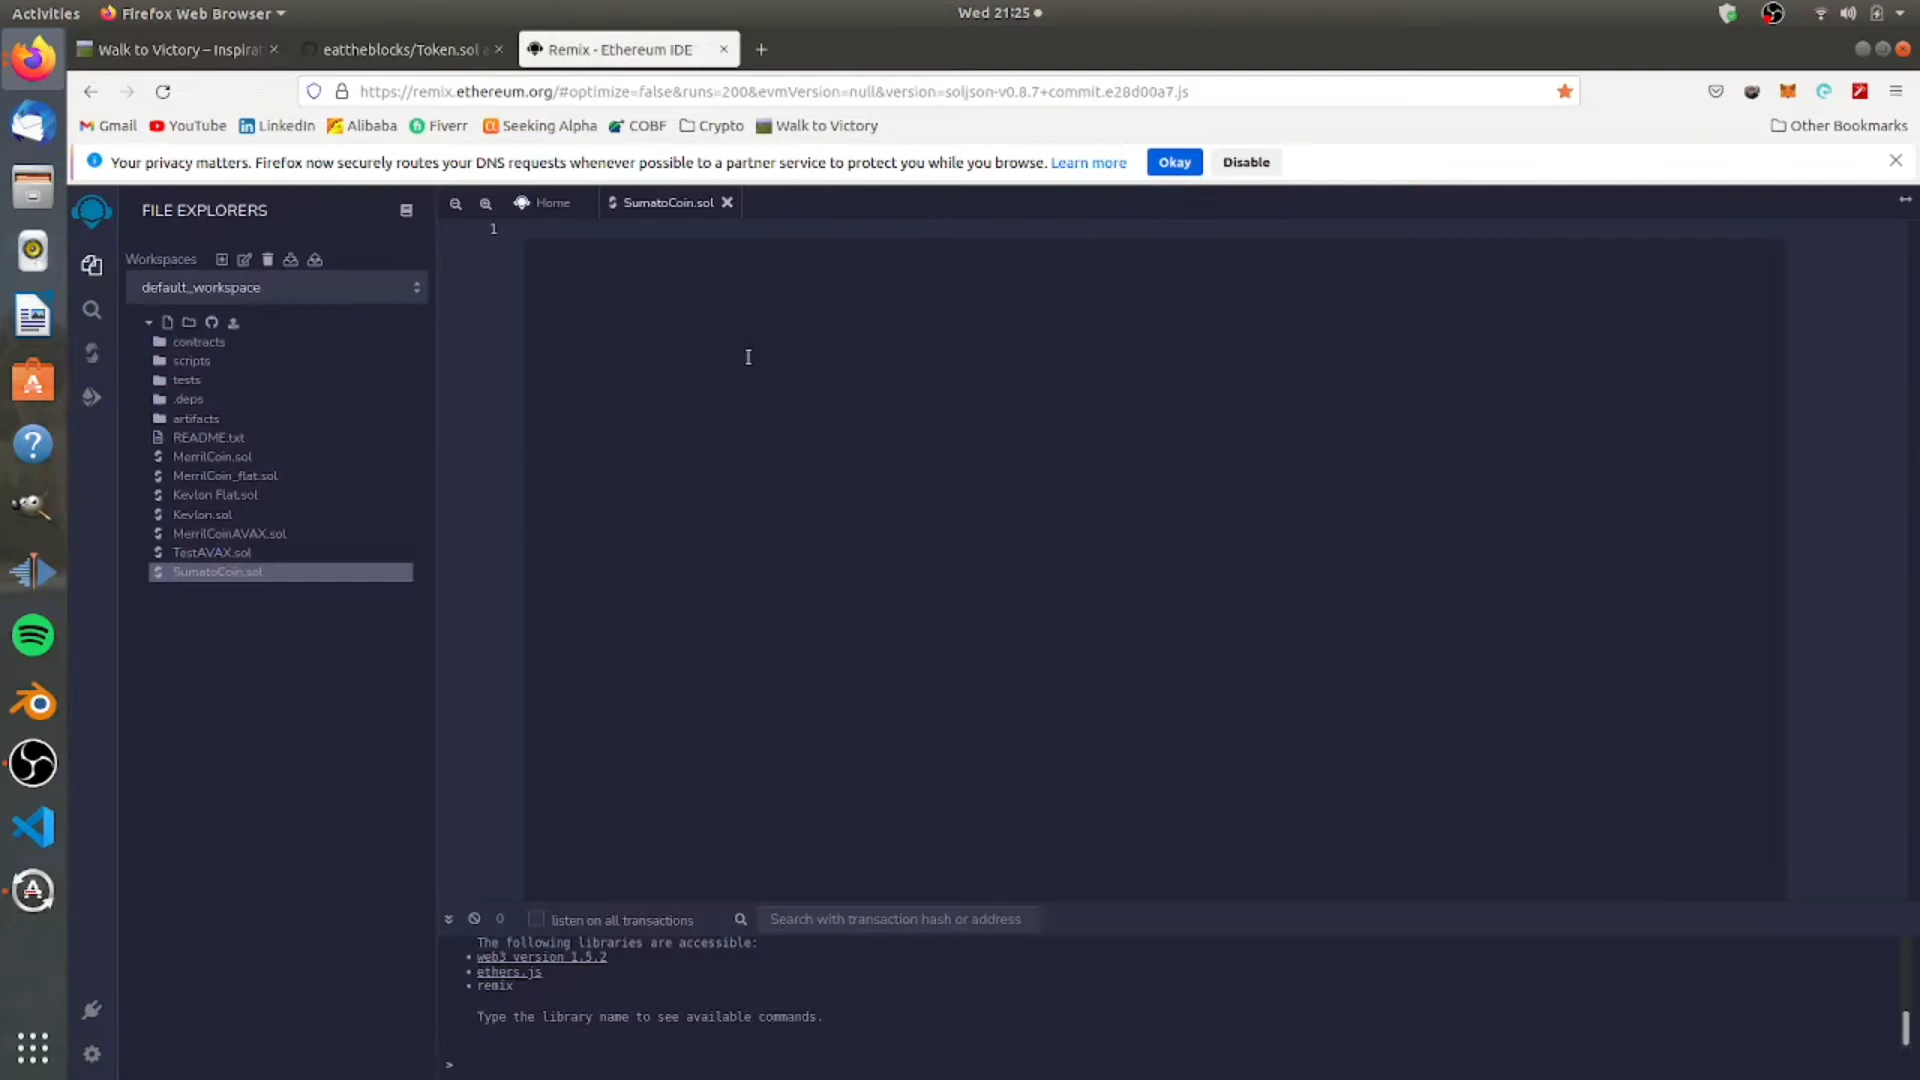 Activities
Firefox Web Browser
Wed 21:25
Walk to Victory – Inspirat
eattheblocks/Token.sol a
Remix - Ethereum IDE
https://remix.ethereum.org/#optimize=false&runs=200&evmVersion=null&version=soljson-v0.8.7+commit.e28d00a7.js
Gmail
YouTube
LinkedIn
Alibaba
Fiverr
Seeking Alpha
COBF
Crypto
Walk to Victory
Other Bookmarks
Your privacy matters. Firefox now securely routes your DNS requests whenever possible to a partner service to protect you while you browse. Learn more
Okay
Disable
FILE EXPLORERS
Home
SumatoCoin.sol
1
Workspaces
default_workspace
contracts
scripts
tests
.deps
artifacts
README.txt
MerrilCoin.sol
MerrilCoin_flat.sol
Kevlon Flat.sol
Kevlon.sol
MerrilCoinAVAX.sol
TestAVAX.sol
SumatoCoin.sol
0
listen on all transactions
Search with transaction hash or address
The following libraries are accessible:
• web3 version 1.5.2
• ethers.js
• remix
Type the library name to see available commands.
>